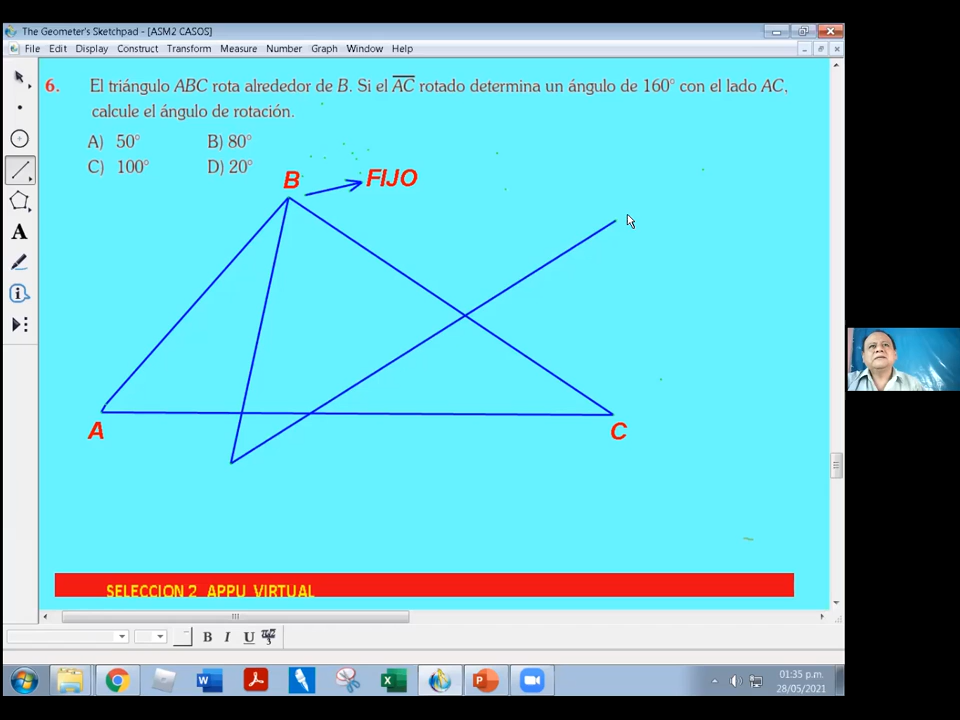 The Geometer's Sketchpad - [ASM2 CASOS]
File Edit Display Construct Transform Measure Number Graph Window Help
6. El triángulo ABC rota alrededor de B. Si el AC rotado determina un ángulo de 160° con el lado AC,
calcule el ángulo de rotación.
A) 50° B) 80°
C) 100° D) 20°
B FIJO
A C
SELECCION 2 APPU VIRTUAL
B I U
01:35 p.m.
28/05/2021